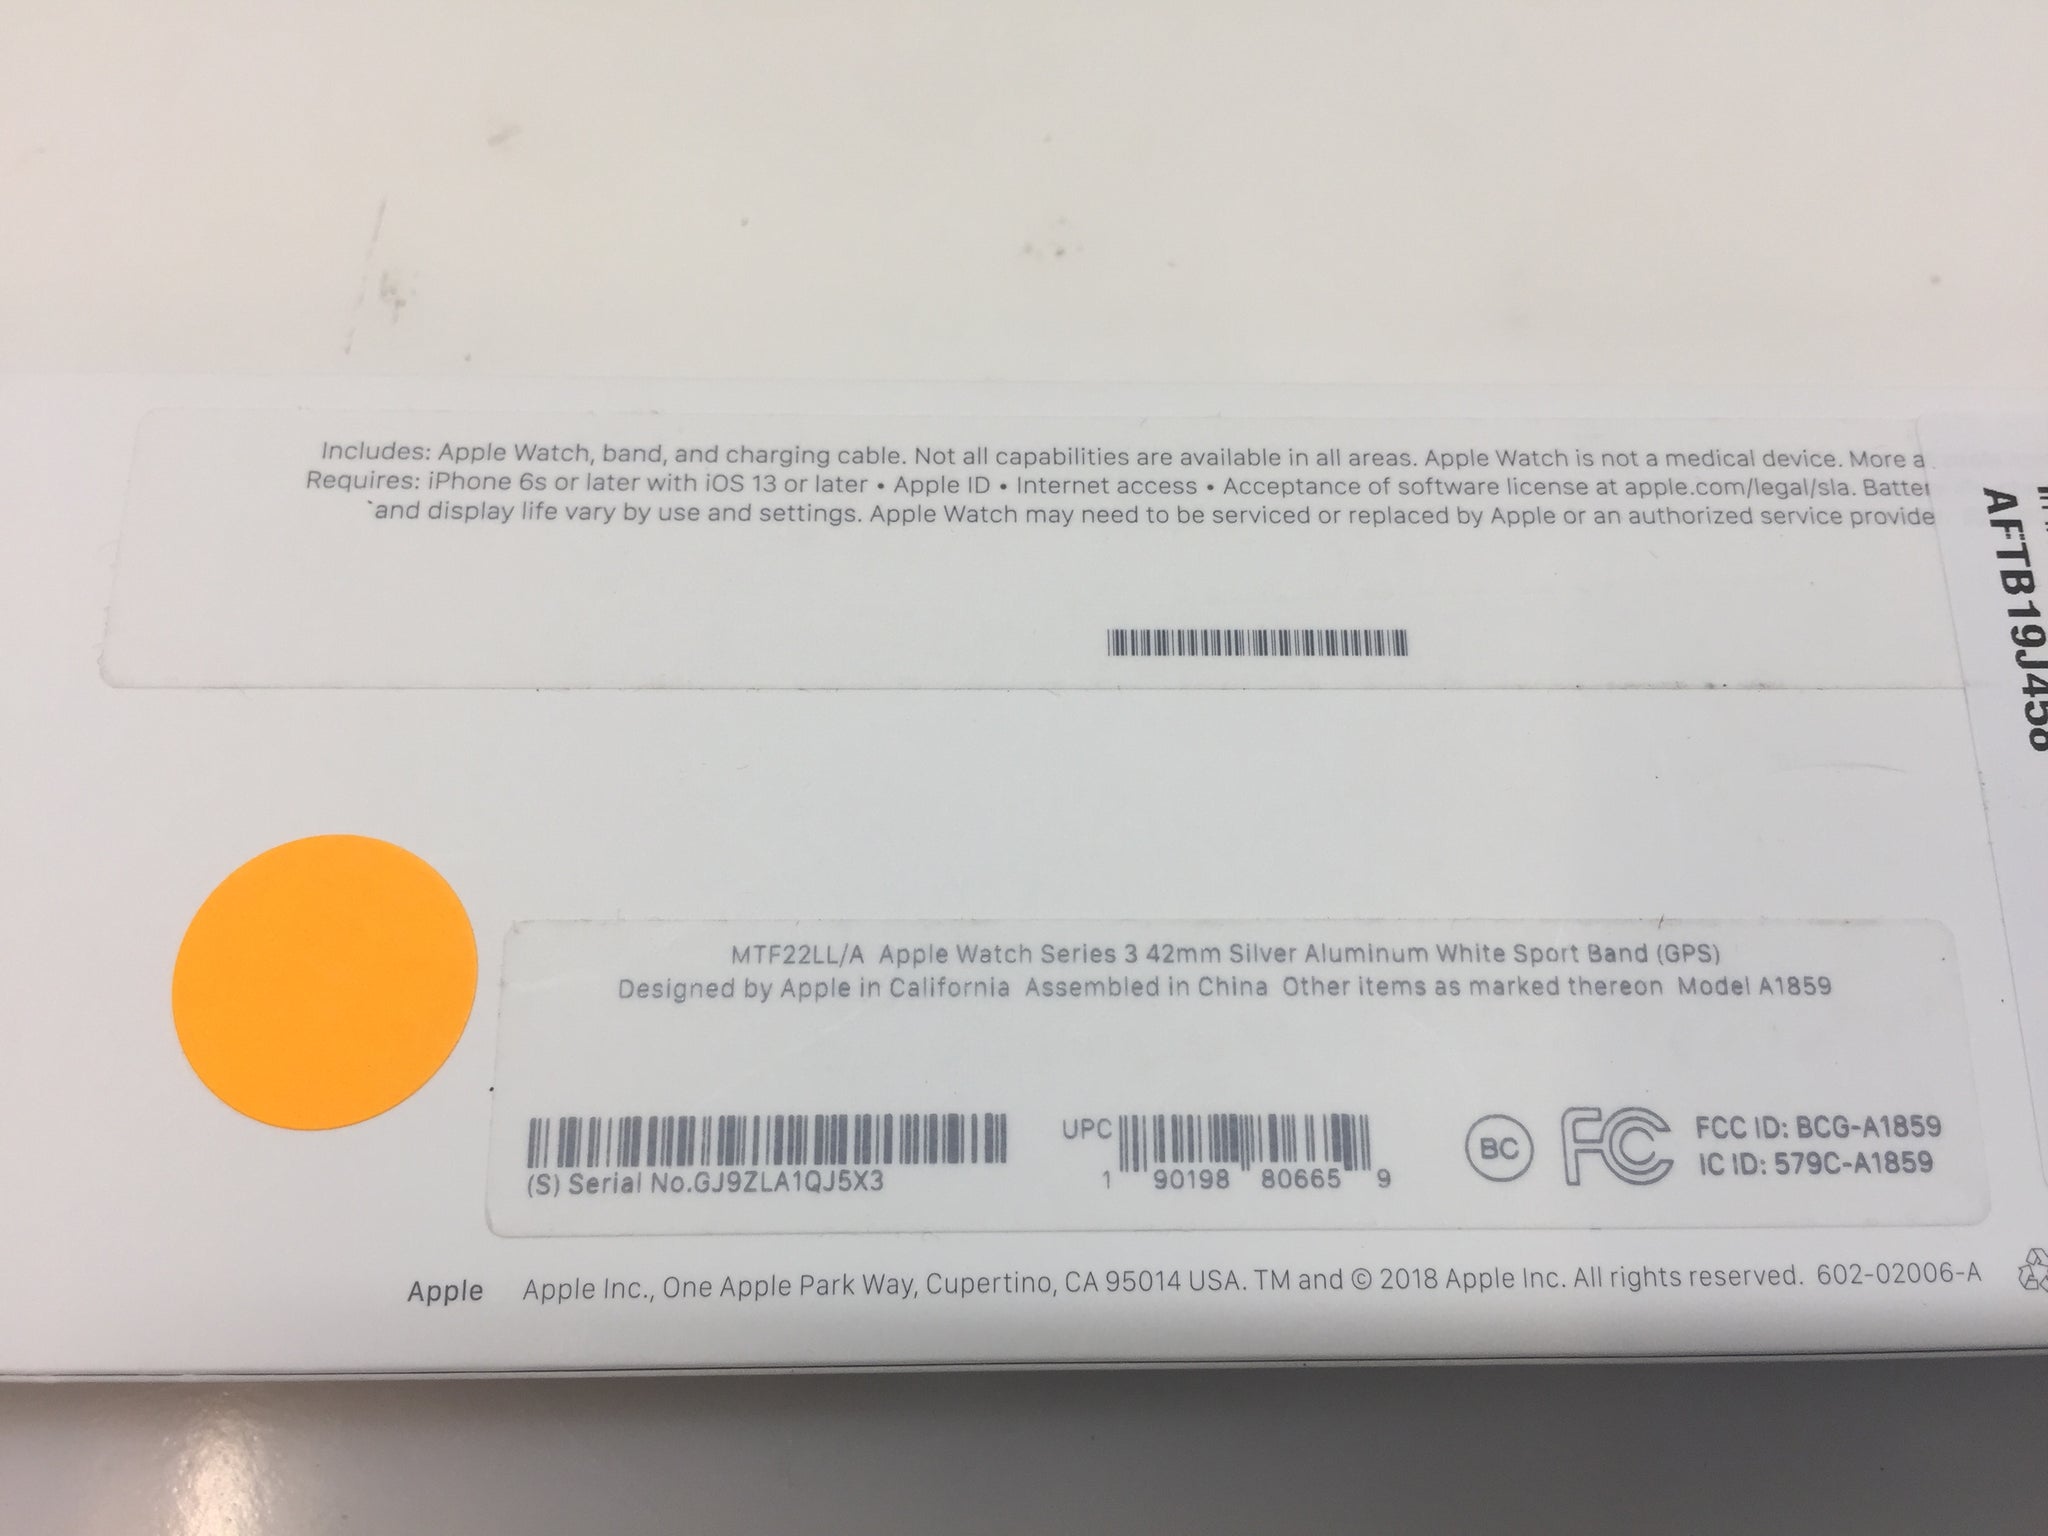 Includes: Apple Watch, band, and charging cable. Not all capabilities are available in all areas. Apple Watch is not a medical device. More a
Requires: iPhone 6s or later with iOS 13 or later • Apple ID • Internet access • Acceptance of software license at apple.com/legal/sla. Batter
and display life vary by use and settings. Apple Watch may need to be serviced or replaced by Apple or an authorized service provide
AFTB19J458
MTF22LL/A Apple Watch Series 3 42mm Silver Aluminum White Sport Band (GPS)
Designed by Apple in California Assembled in China Other items as marked thereon Model A1859
(S) Serial No.GJ9ZLA1QJ5X3
UPC
1 90198 80665 9
BC
FC
FCC ID: BCG-A1859
IC ID: 579C-A1859
Apple Apple Inc., One Apple Park Way, Cupertino, CA 95014 USA. TM and © 2018 Apple Inc. All rights reserved. 602-02006-A